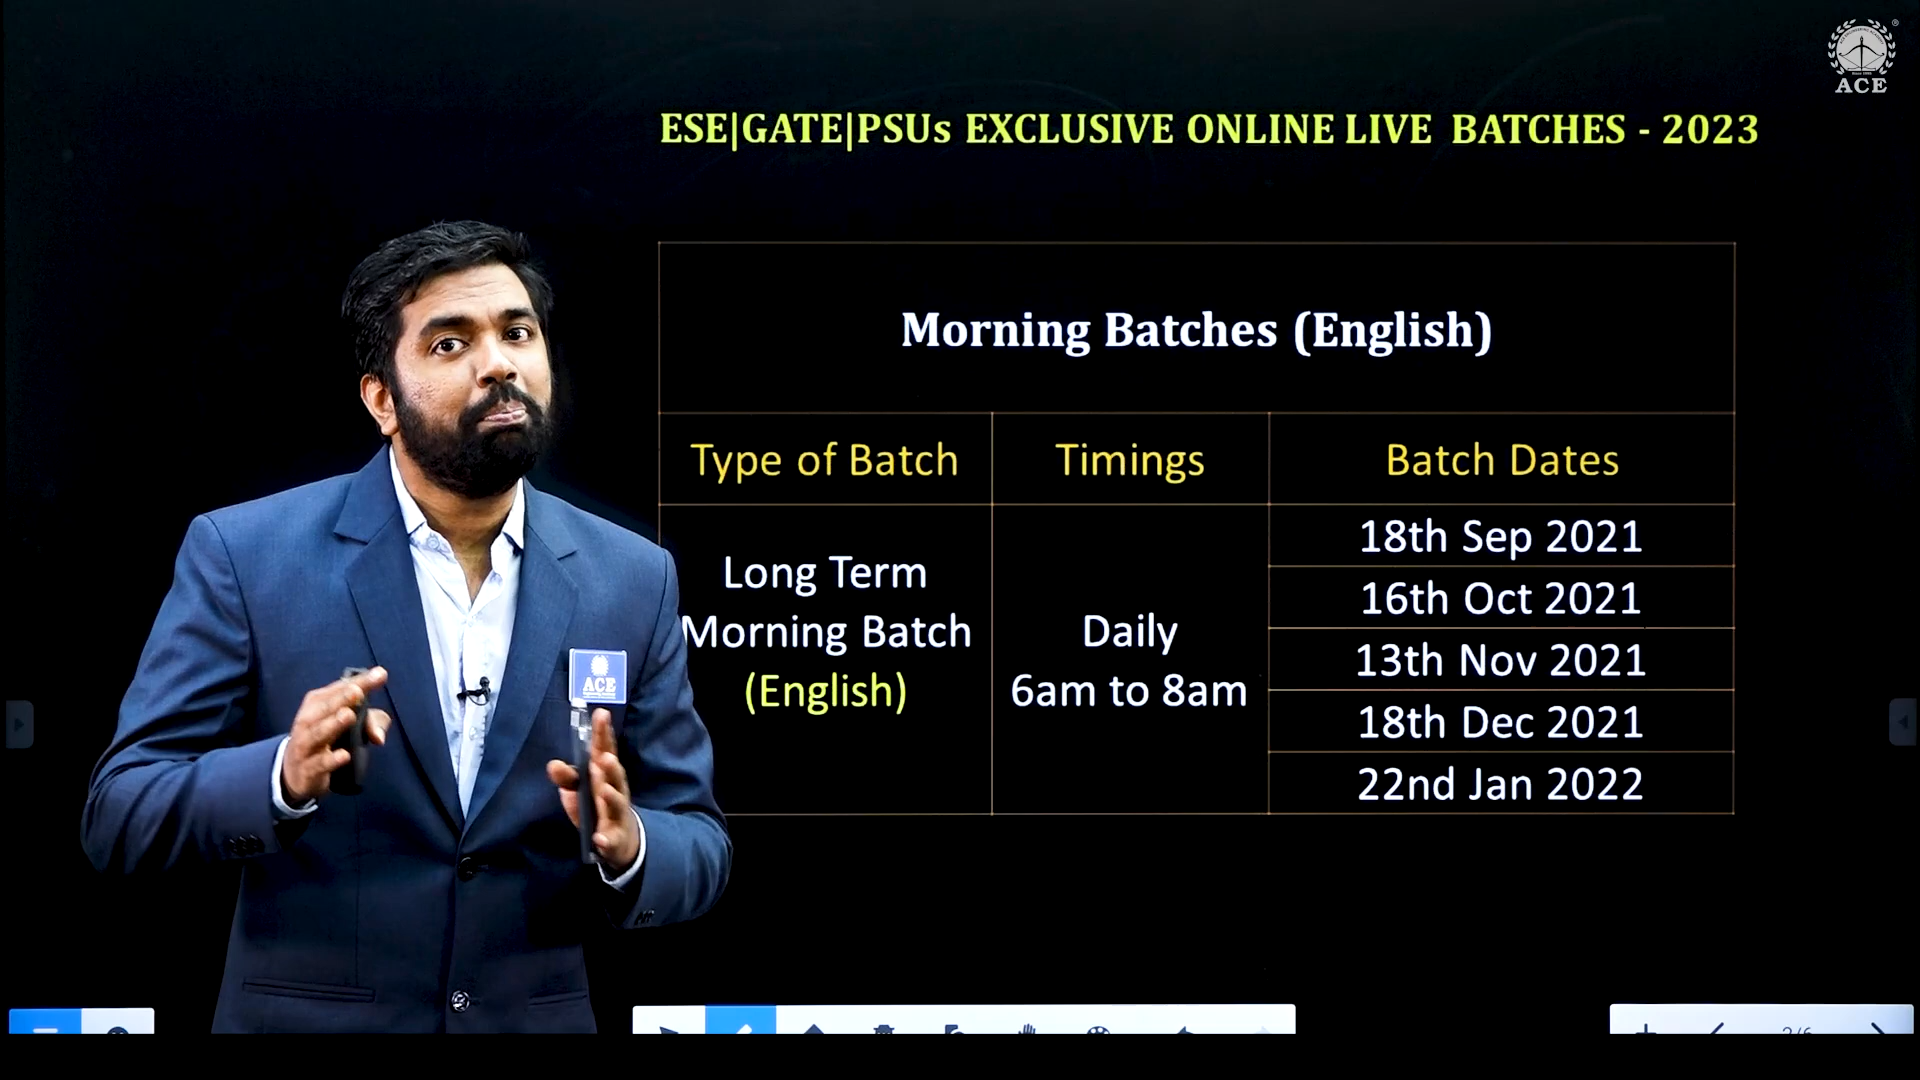 ACE
ESE|GATE|PSUs EXCLUSIVE ONLINE LIVE BATCHES - 2023
Morning Batches (English)
Type of Batch
Timings
Batch Dates
Long Term
Morning Batch
(English)
Daily
6am to 8am
18th Sep 2021
16th Oct 2021
13th Nov 2021
18th Dec 2021
22nd Jan 2022
ACE